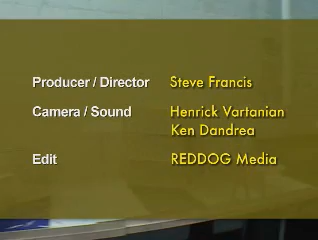 Producer / Director Steve Francis
Camera / Sound Henrick Vartanian
Ken Dandrea
Edit REDDOG Media